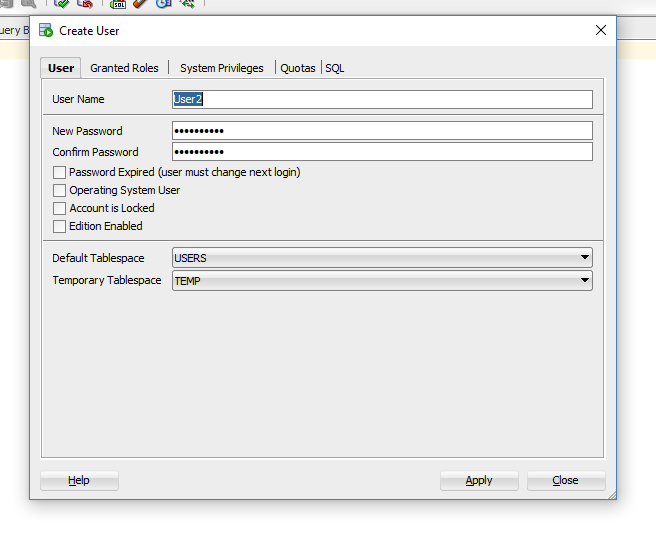 SQL
uery B
Create User
User Granted Roles System Privileges Quotas SQL
User Name User2
New Password ••••••••••
Confirm Password ••••••••••
Password Expired (user must change next login)
Operating System User
Account is Locked
Edition Enabled
Default Tablespace USERS
Temporary Tablespace TEMP
Help Apply Close